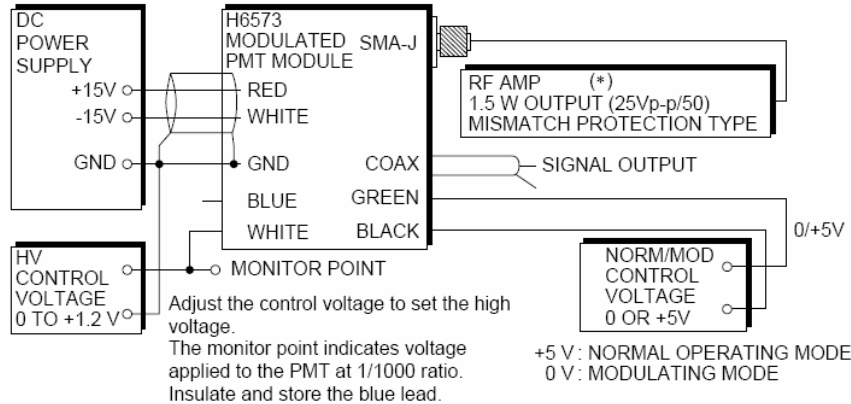 DC
POWER
SUPPLY
+15V
-15V
GND
H6573
MODULATED
PMT MODULE
SMA-J
RED
WHITE
GND
BLUE
WHITE
COAX
GREEN
BLACK
RF AMP (*)
1.5 W OUTPUT (25Vp-p/50)
MISMATCH PROTECTION TYPE
SIGNAL OUTPUT
0/+5V
HV
CONTROL
VOLTAGE
0 TO +1.2 V
MONITOR POINT
Adjust the control voltage to set the high
voltage.
The monitor point indicates voltage
applied to the PMT at 1/1000 ratio.
Insulate and store the blue lead.
NORM/MOD
CONTROL
VOLTAGE
0 OR +5V
+5 V : NORMAL OPERATING MODE
0 V : MODULATING MODE